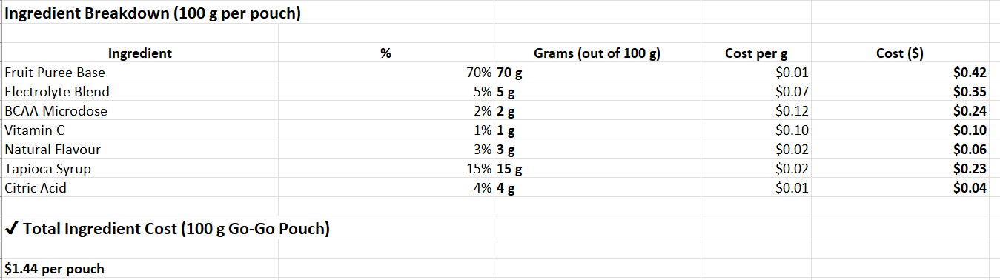 Ingredient Breakdown (100 g per pouch)
Ingredient % Grams (out of 100 g) Cost per g Cost ($)
Fruit Puree Base 70% 70 g $0.01 $0.42
Electrolyte Blend 5% 5 g $0.07 $0.35
BCAA Microdose 2% 2 g $0.12 $0.24
Vitamin C 1% 1 g $0.10 $0.10
Natural Flavour 3% 3 g $0.02 $0.06
Tapioca Syrup 15% 15 g $0.02 $0.23
Citric Acid 4% 4 g $0.01 $0.04
✓ Total Ingredient Cost (100 g Go-Go Pouch)
$1.44 per pouch